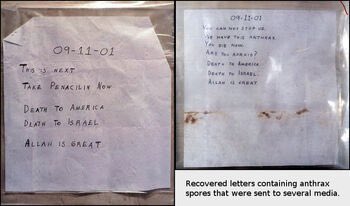 09-11-01
THIS IS NEXT
TAKE PENACILIN NOW
DEATH TO AMERICA
DEATH TO ISRAEL
ALLAH IS GREAT
09-11-01
YOU CAN NOT STOP US.
WE HAVE THIS ANTHRAX.
YOU DIE NOW.
ARE YOU AFRAID?
DEATH TO AMERICA.
DEATH TO ISRAEL.
ALLAH IS GREAT.
Recovered letters containing anthrax
spores that were sent to several media.